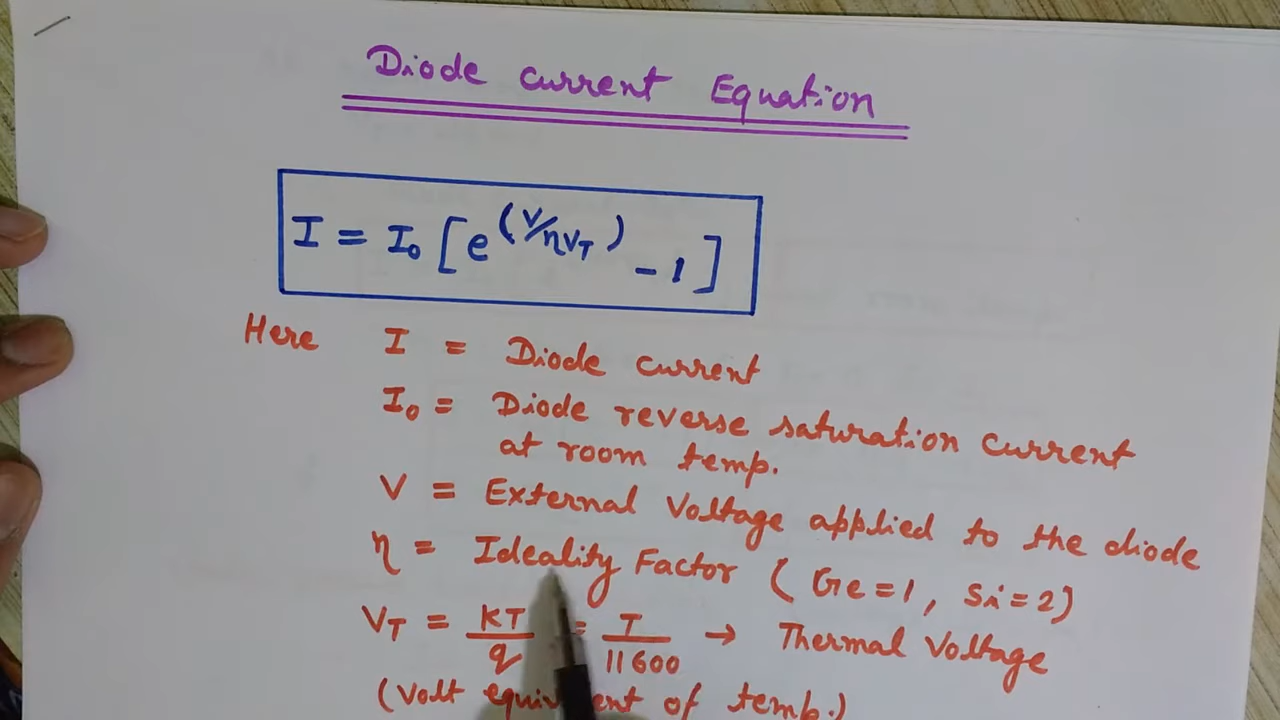 Diode current Equation
I = I₀ [e^(V/ηV_T) - 1]
Here I = Diode current
I₀ = Diode reverse saturation current
at room temp.
V = External Voltage applied to the diode
η = Ideality Factor (Ge=1, Si=2)
V_T = KT/q = T/11600 → Thermal Voltage
(Volt of temp.)